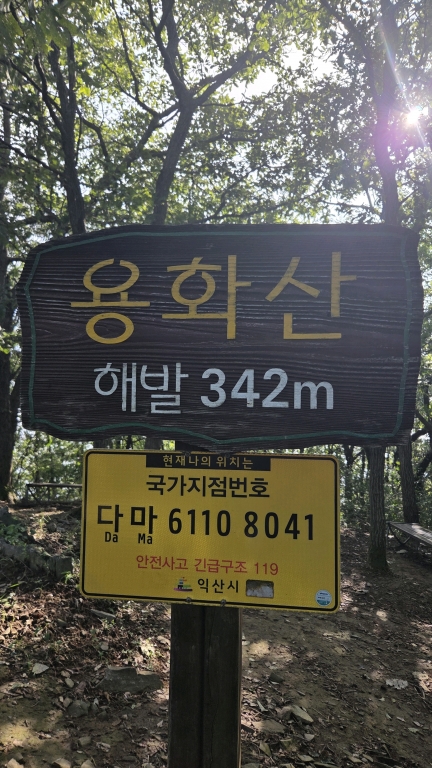 용화산
해발 342m
현재나의 위치는
국가지점번호
다마 6110 8041
Da Ma
안전사고 긴급구조 119
익산시